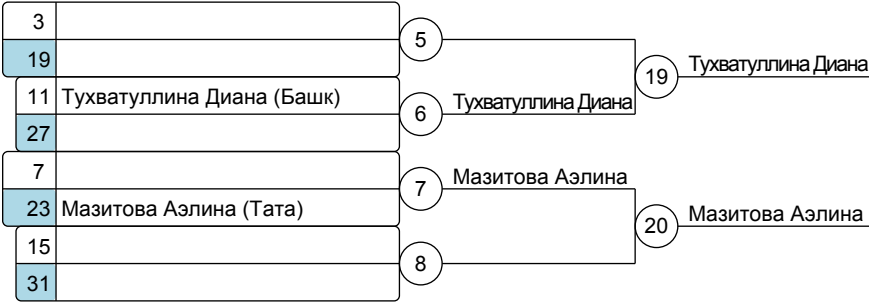 3
5
19
19 Тухватуллина Диана
11 Тухватуллина Диана (Башк)
6 Тухватуллина Диана
27
7
7 Мазитова Аэлина
23 Мазитова Аэлина (Тата)
20 Мазитова Аэлина
15
8
31